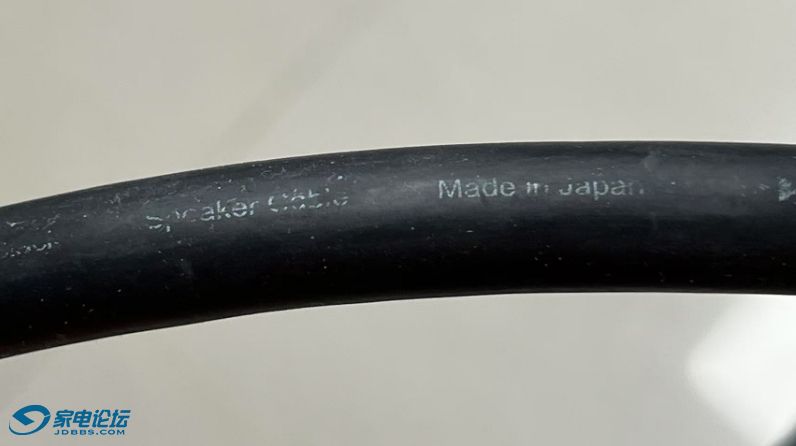 Speaker Cable Made in Japan
家电论坛
JDBBS.COM